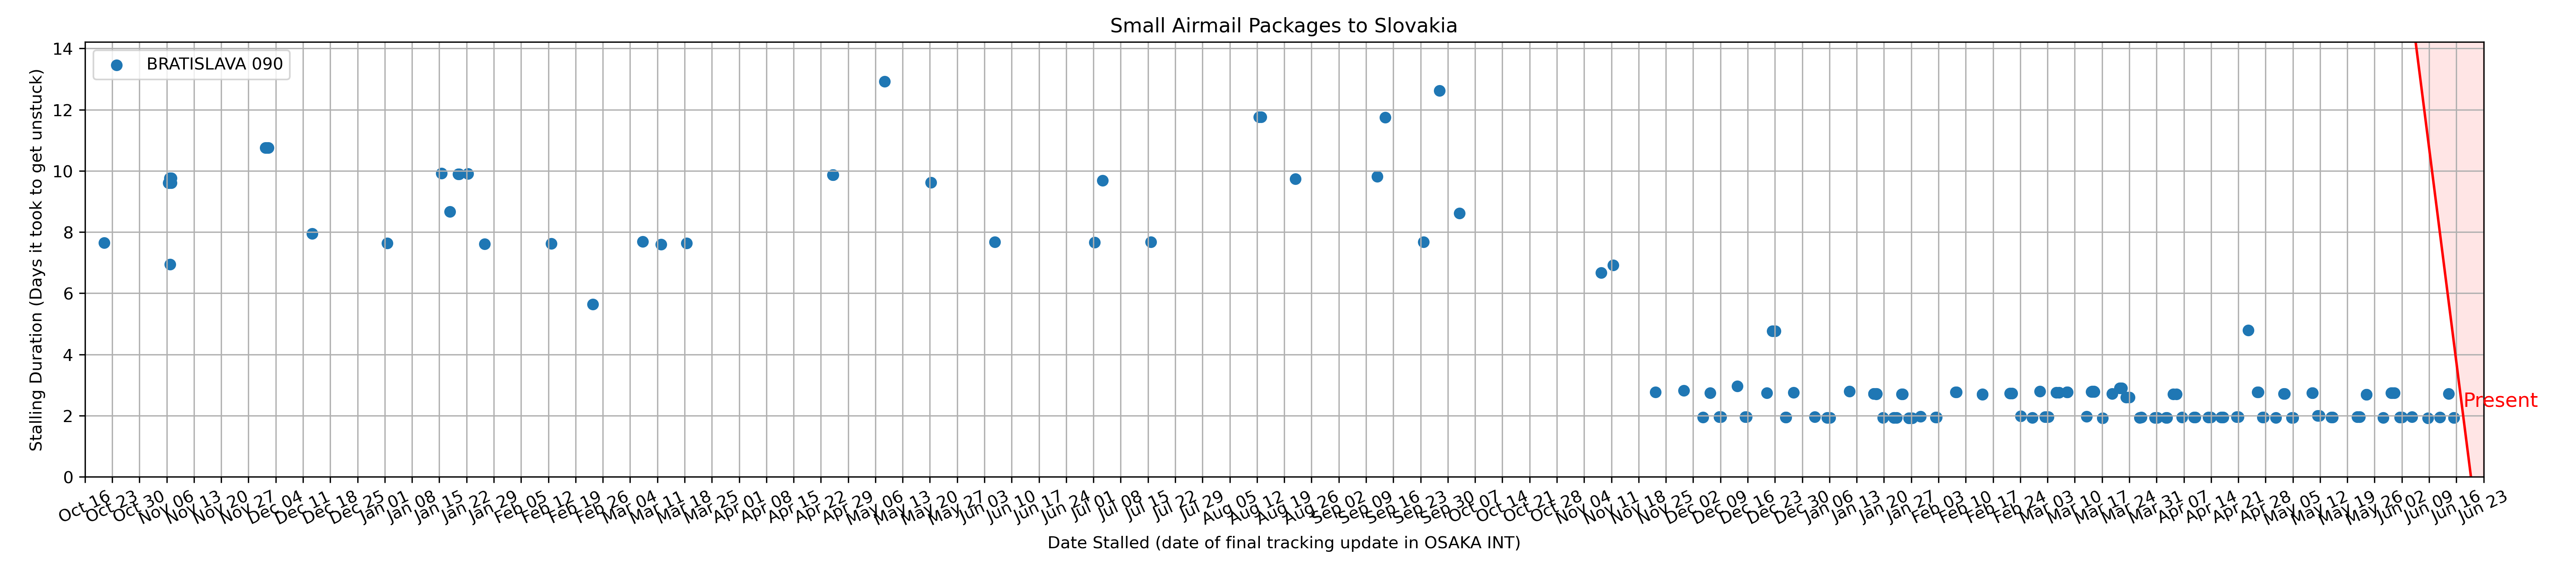 Small Airmail Packages to Slovakia
BRATISLAVA 090
Stalling Duration (Days it took to get unstuck)
14
12
10
8
6
4
2
0
Present
Oct 16 Oct 23 Oct 30 Nov 06 Nov 13 Nov 20 Nov 27 Dec 04 Dec 11 Dec 18 Dec 25 Jan 01 Jan 08 Jan 15 Jan 22 Jan 29 Feb 05 Feb 12 Feb 19 Feb 26 Mar 04 Mar 11 Mar 18 Mar 25 Apr 01 Apr 08 Apr 15 Apr 22 Apr 29 May 06 May 13 May 20 May 27 Jun 03 Jun 10 Jun 17 Jun 24 Jul 01 Jul 08 Jul 15 Jul 22 Jul 29 Aug 05 Aug 12 Aug 19 Aug 26 Sep 02 Sep 09 Sep 16 Sep 23 Sep 30 Oct 07 Oct 14 Oct 21 Oct 28 Nov 04 Nov 11 Nov 18 Nov 25 Dec 02 Dec 09 Dec 16 Dec 23 Dec 30 Jan 06 Jan 13 Jan 20 Jan 27 Feb 03 Feb 10 Feb 17 Feb 24 Mar 03 Mar 10 Mar 17 Mar 24 Mar 31 Apr 07 Apr 14 Apr 21 Apr 28 May 05 May 12 May 19 May 26 Jun 02 Jun 09 Jun 16 Jun 23
Date Stalled (date of final tracking update in OSAKA INT)